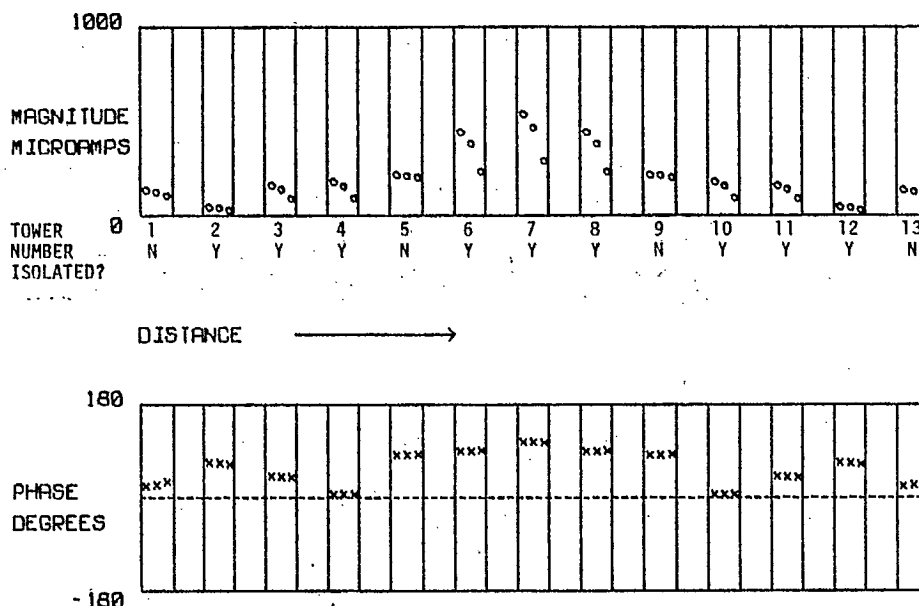 1000
MAGNITUDE
MICROAMPS
0
TOWER 1 2 3 4 5 6 7 8 9 10 11 12 13
NUMBER N Y Y Y N Y Y Y N Y Y Y N
ISOLATED?
DISTANCE
180
PHASE
DEGREES
-180